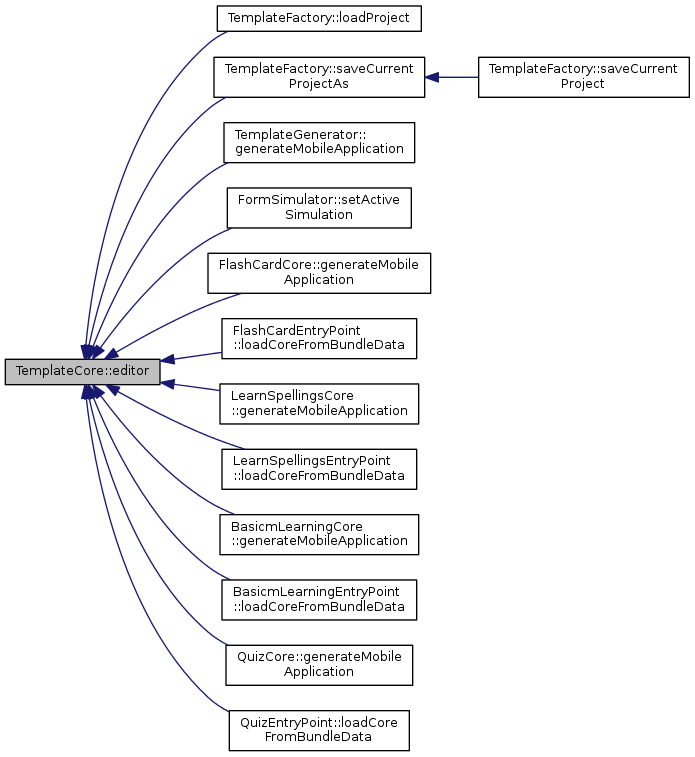 TemplateFactory::loadProject
TemplateFactory::saveCurrent
ProjectAs
TemplateFactory::saveCurrent
Project
TemplateGenerator::
generateMobileApplication
FormSimulator::setActive
Simulation
FlashCardCore::generateMobile
Application
FlashCardEntryPoint
::loadCoreFromBundleData
TemplateCore::editor
LearnSpellingsCore
::generateMobileApplication
LearnSpellingsEntryPoint
::loadCoreFromBundleData
BasicmLearningCore
::generateMobileApplication
BasicmLearningEntryPoint
::loadCoreFromBundleData
QuizCore::generateMobile
Application
QuizEntryPoint::loadCore
FromBundleData